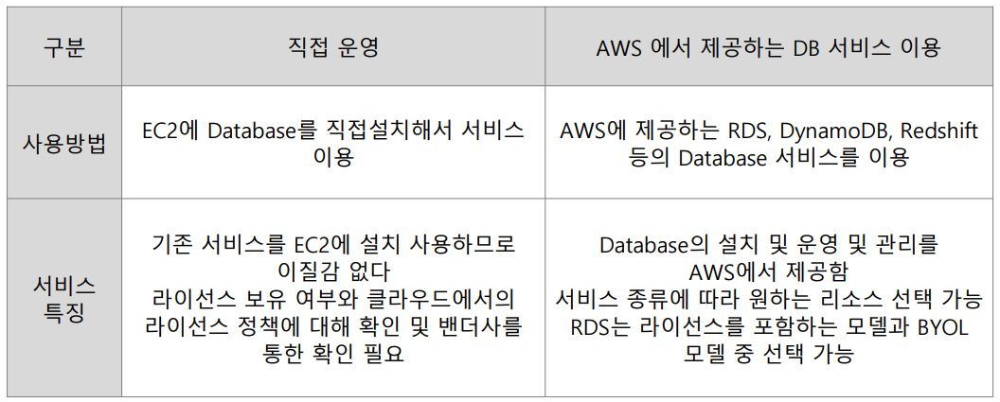 구분
직접 운영
AWS 에서 제공하는 DB 서비스 이용
사용방법
EC2에 Database를 직접설치해서 서비스
이용
AWS에 제공하는 RDS, DynamoDB, Redshift
등의 Database 서비스를 이용
서비스
특징
기존 서비스를 EC2에 설치 사용하므로
이질감 없다
라이선스 보유 여부와 클라우드에서의
라이선스 정책에 대해 확인 및 밴더사를
통한 확인 필요
Database의 설치 및 운영 및 관리를
AWS에서 제공함
서비스 종류에 따라 원하는 리소스 선택 가능
RDS는 라이선스를 포함하는 모델과 BYOL
모델 중 선택 가능